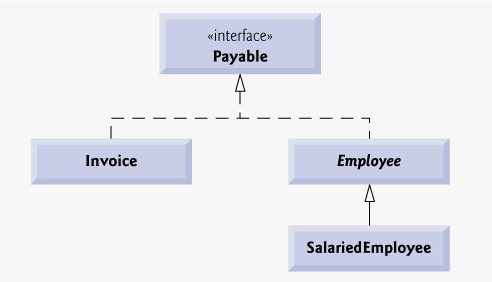 «interface»
Payable
Invoice
Employee
SalariedEmployee